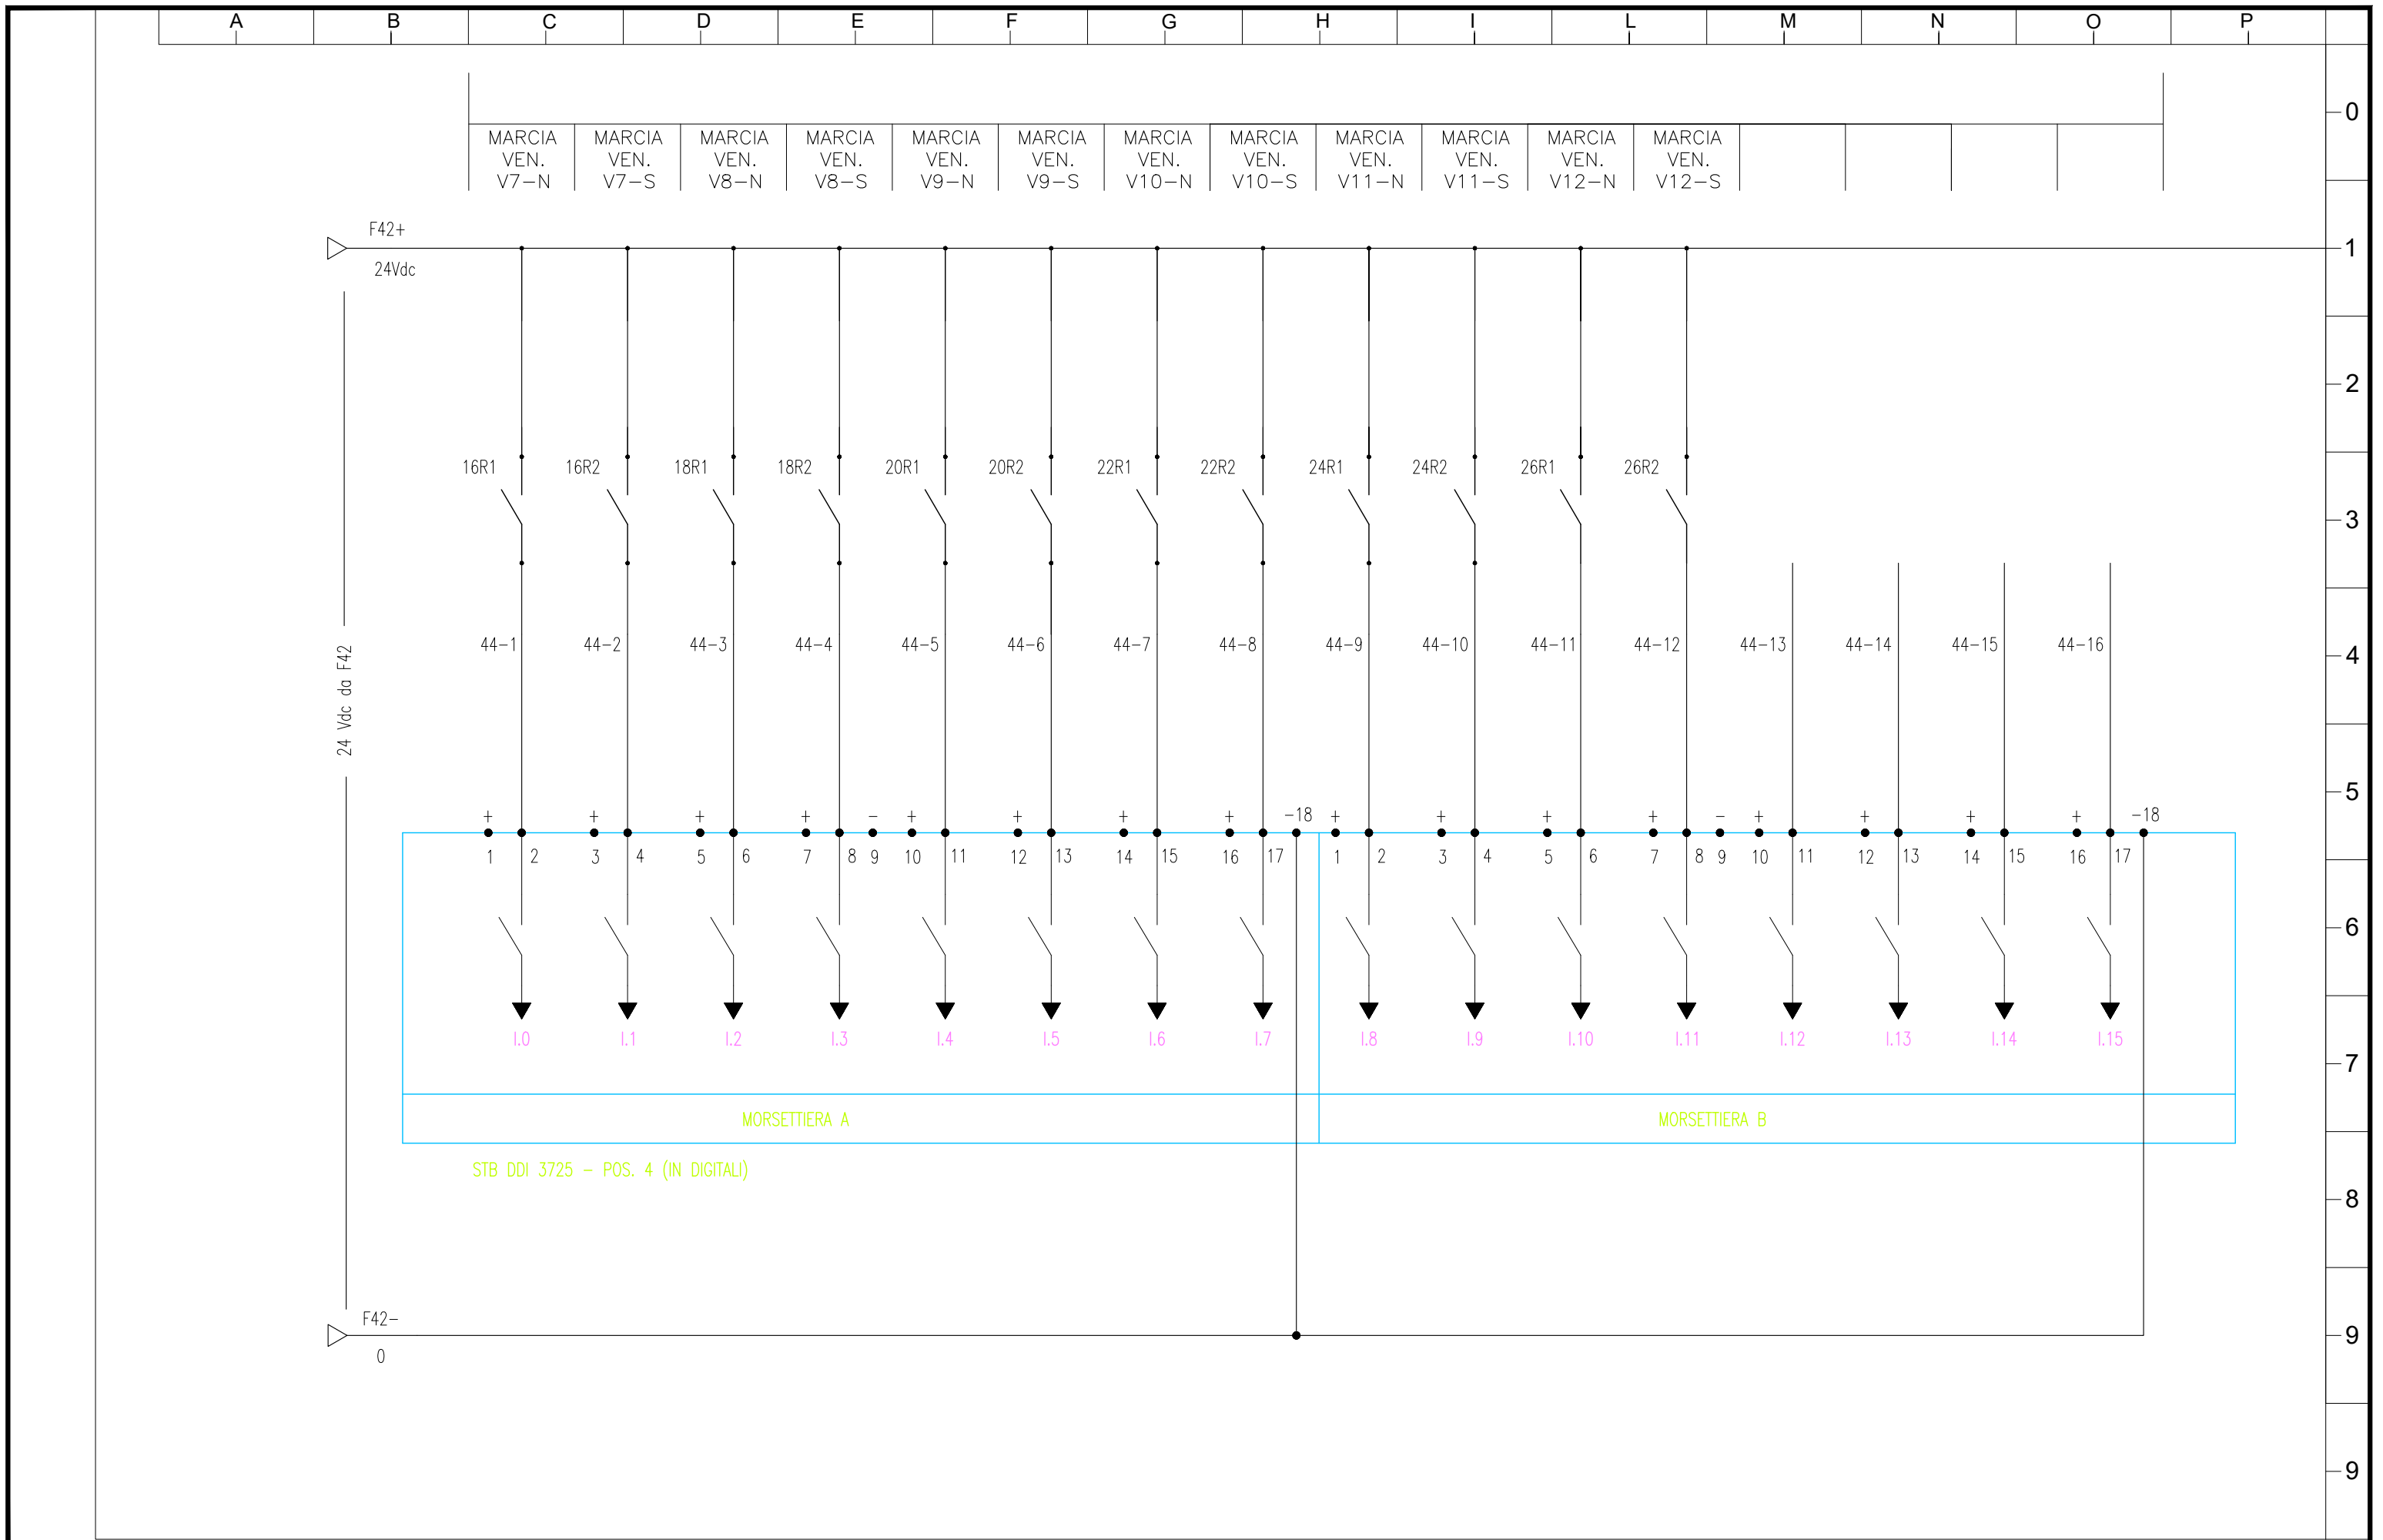 A B C D E F G H I L M N O P
0
MARCIA MARCIA MARCIA MARCIA MARCIA MARCIA MARCIA MARCIA MARCIA MARCIA MARCIA MARCIA
VEN. VEN. VEN. VEN. VEN. VEN. VEN. VEN. VEN. VEN. VEN. VEN.
V7-N V7-S V8-N V8-S V9-N V9-S V10-N V10-S V11-N V11-S V12-N V12-S
F42+
1
24Vdc
2
16R1 16R2 18R1 18R2 20R1 20R2 22R1 22R2 24R1 24R2 26R1 26R2
3
44-1 44-2 44-3 44-4 44-5 44-6 44-7 44-8 44-9 44-10 44-11 44-12 44-13 44-14 44-15 44-16
4
24 Vdc da F42
5
+ + + + - + + + + -18 + + + + - + + + + -18
1 2 3 4 5 6 7 8 9 10 11 12 13 14 15 16 17 1 2 3 4 5 6 7 8 9 10 11 12 13 14 15 16 17
6
I.0 I.1 I.2 I.3 I.4 I.5 I.6 I.7 I.8 I.9 I.10 I.11 I.12 I.13 I.14 I.15
7
MORSETTIERA A MORSETTIERA B
STB DDI 3725 - POS. 4 (IN DIGITALI)
8
F42-
9
0
9